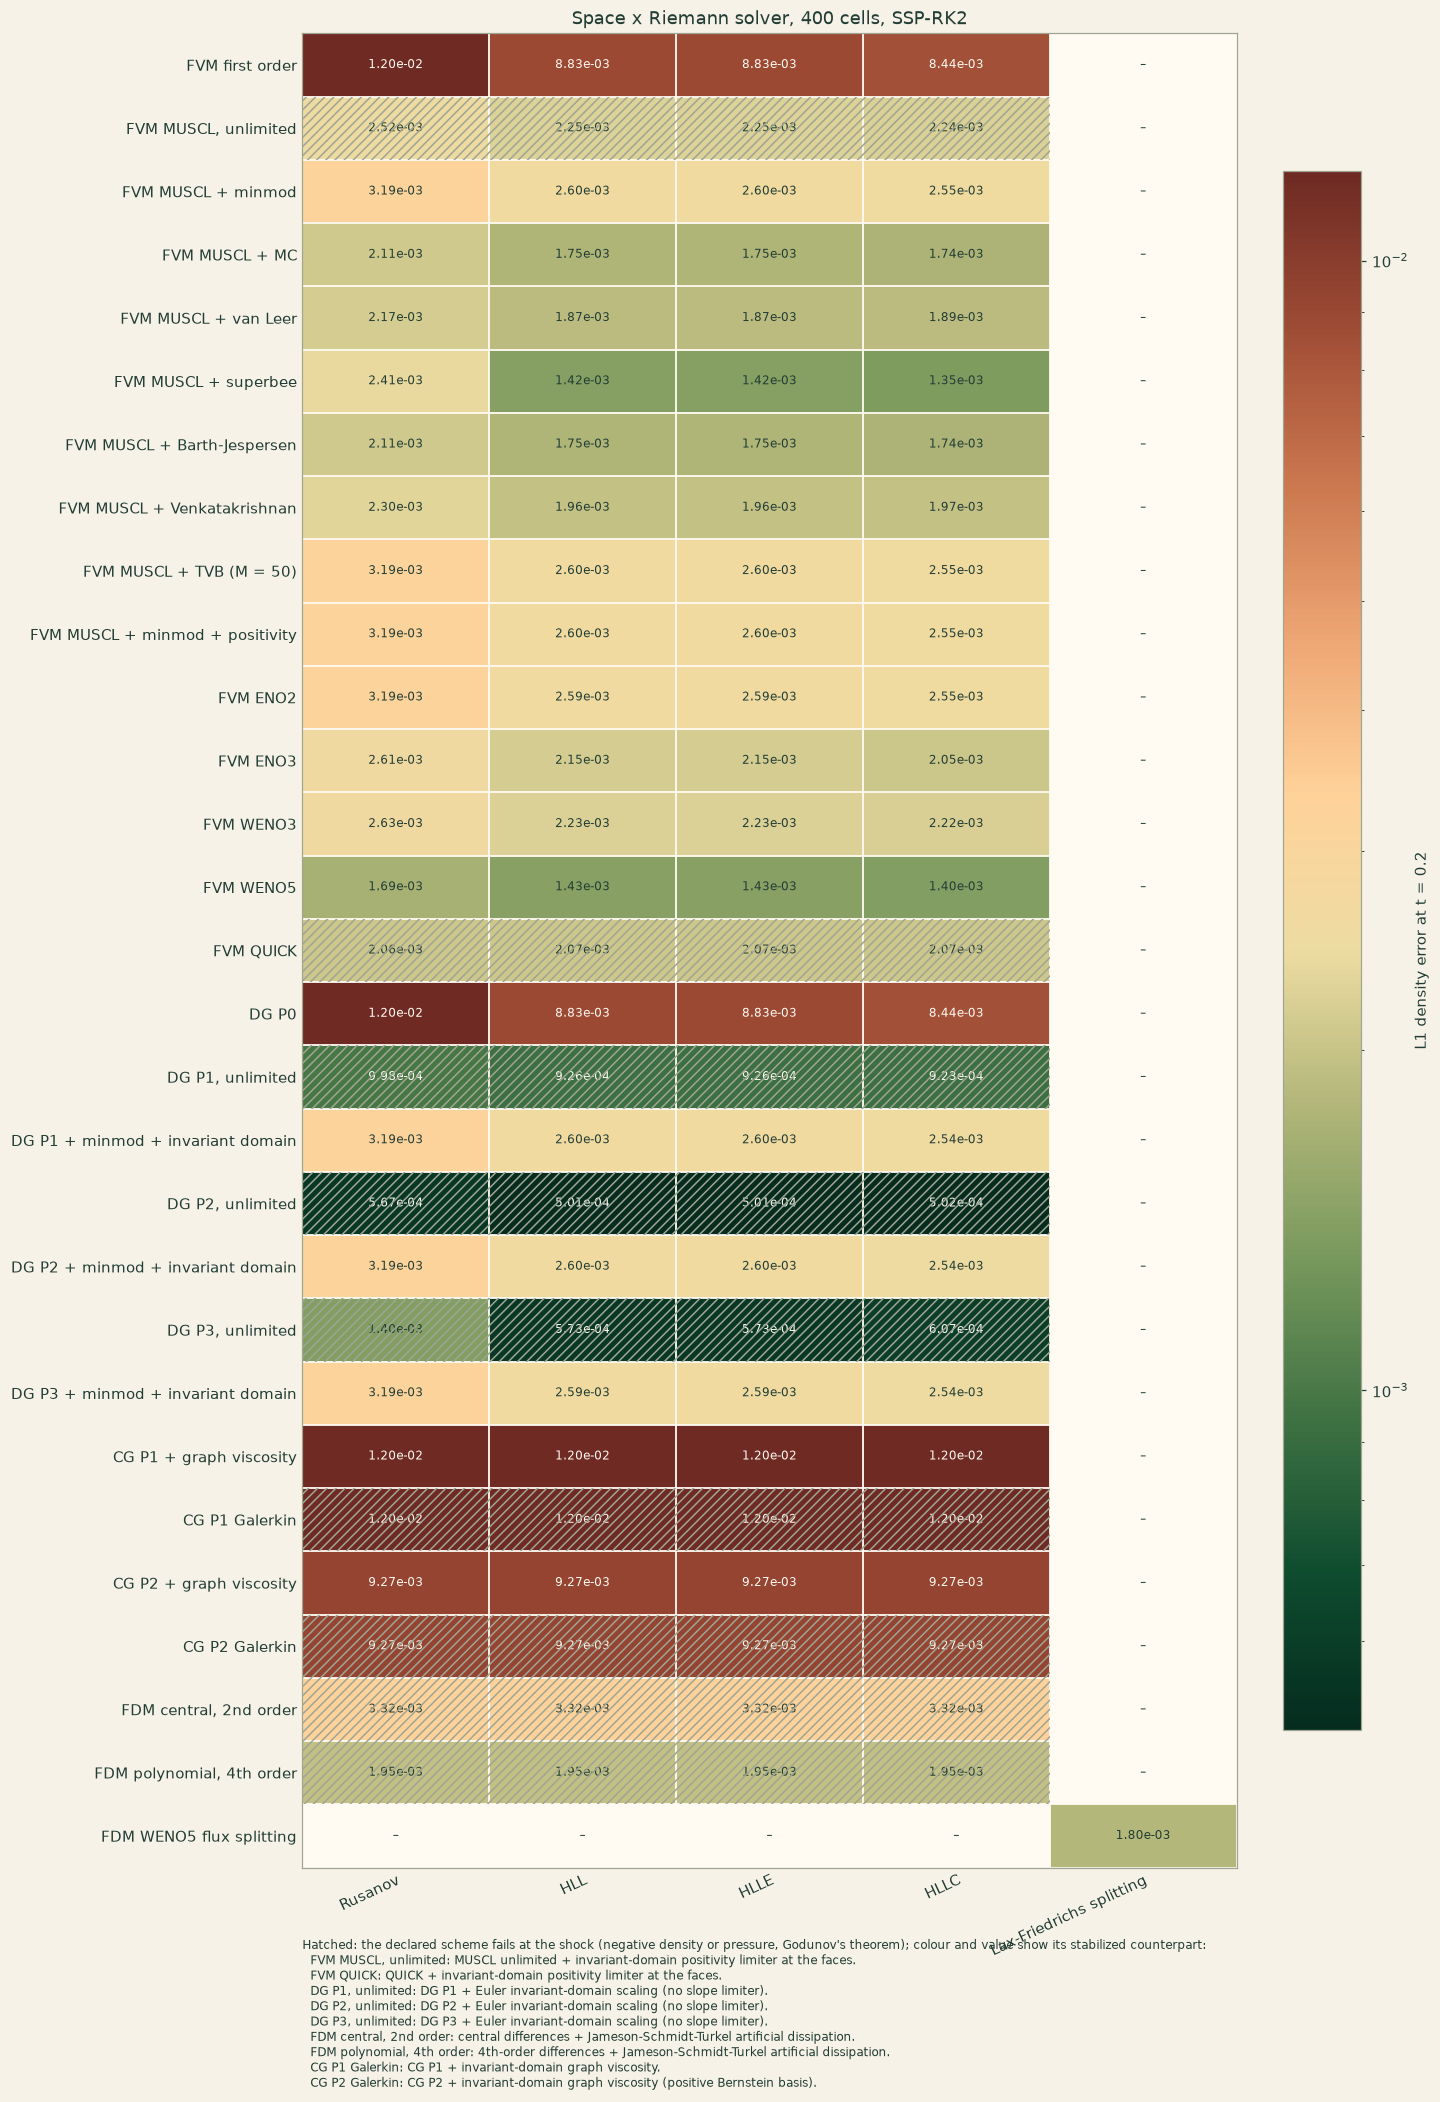 Space x Riemann solver, 400 cells, SSP-RK2
FVM first order 1.20e-02 8.83e-03 8.83e-03 8.44e-03 –
FVM MUSCL, unlimited 2.52e-03 2.25e-03 2.25e-03 2.24e-03 –
FVM MUSCL + minmod 3.19e-03 2.60e-03 2.60e-03 2.55e-03 –
FVM MUSCL + MC 2.11e-03 1.75e-03 1.75e-03 1.74e-03 –
FVM MUSCL + van Leer 2.17e-03 1.87e-03 1.87e-03 1.89e-03 –
FVM MUSCL + superbee 2.41e-03 1.42e-03 1.42e-03 1.35e-03 –
FVM MUSCL + Barth-Jespersen 2.11e-03 1.75e-03 1.75e-03 1.74e-03 –
FVM MUSCL + Venkatakrishnan 2.30e-03 1.96e-03 1.96e-03 1.97e-03 –
FVM MUSCL + TVB (M = 50) 3.19e-03 2.60e-03 2.60e-03 2.55e-03 –
FVM MUSCL + minmod + positivity 3.19e-03 2.60e-03 2.60e-03 2.55e-03 –
FVM ENO2 3.19e-03 2.59e-03 2.59e-03 2.55e-03 –
FVM ENO3 2.61e-03 2.15e-03 2.15e-03 2.05e-03 –
FVM WENO3 2.63e-03 2.23e-03 2.23e-03 2.22e-03 –
FVM WENO5 1.69e-03 1.43e-03 1.43e-03 1.40e-03 –
FVM QUICK 2.06e-03 2.07e-03 2.07e-03 2.07e-03 –
DG P0 1.20e-02 8.83e-03 8.83e-03 8.44e-03 –
DG P1, unlimited 9.98e-04 9.26e-04 9.26e-04 9.23e-04 –
DG P1 + minmod + invariant domain 3.19e-03 2.60e-03 2.60e-03 2.54e-03 –
DG P2, unlimited 5.67e-04 5.01e-04 5.01e-04 5.02e-04 –
DG P2 + minmod + invariant domain 3.19e-03 2.60e-03 2.60e-03 2.54e-03 –
DG P3, unlimited 1.40e-03 5.73e-04 5.73e-04 6.07e-04 –
DG P3 + minmod + invariant domain 3.19e-03 2.59e-03 2.59e-03 2.54e-03 –
CG P1 + graph viscosity 1.20e-02 1.20e-02 1.20e-02 1.20e-02 –
CG P1 Galerkin 1.20e-02 1.20e-02 1.20e-02 1.20e-02 –
CG P2 + graph viscosity 9.27e-03 9.27e-03 9.27e-03 9.27e-03 –
CG P2 Galerkin 9.27e-03 9.27e-03 9.27e-03 9.27e-03 –
FDM central, 2nd order 3.32e-03 3.32e-03 3.32e-03 3.32e-03 –
FDM polynomial, 4th order 1.95e-03 1.95e-03 1.95e-03 1.95e-03 –
FDM WENO5 flux splitting – – – – 1.80e-03
Rusanov HLL HLLE HLLC Lax-Friedrichs splitting
10⁻²
10⁻³
L1 density error at t = 0.2
Hatched: the declared scheme fails at the shock (negative density or pressure, Godunov's theorem); colour and value show its stabilized counterpart:
FVM MUSCL, unlimited: MUSCL unlimited + invariant-domain positivity limiter at the faces.
FVM QUICK: QUICK + invariant-domain positivity limiter at the faces.
DG P1, unlimited: DG P1 + Euler invariant-domain scaling (no slope limiter).
DG P2, unlimited: DG P2 + Euler invariant-domain scaling (no slope limiter).
DG P3, unlimited: DG P3 + Euler invariant-domain scaling (no slope limiter).
FDM central, 2nd order: central differences + Jameson-Schmidt-Turkel artificial dissipation.
FDM polynomial, 4th order: 4th-order differences + Jameson-Schmidt-Turkel artificial dissipation.
CG P1 Galerkin: CG P1 + invariant-domain graph viscosity.
CG P2 Galerkin: CG P2 + invariant-domain graph viscosity (positive Bernstein basis).